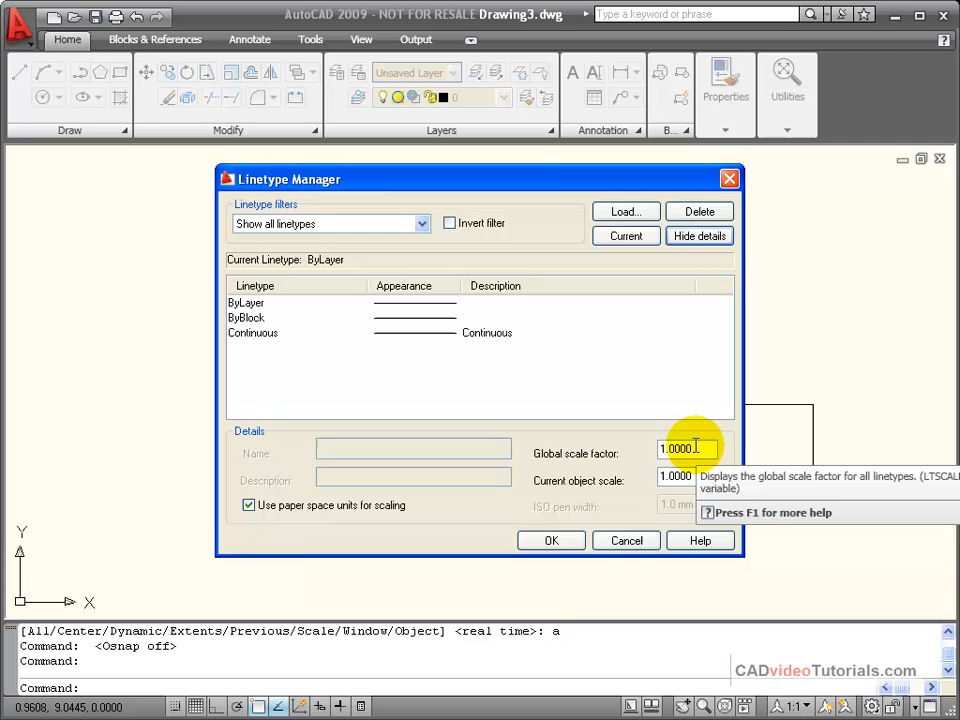 AutoCAD 2009 - NOT FOR RESALE Drawing3.dwg
Type a keyword or phrase
Home Blocks & References Annotate Tools View Output
Unsaved Layer
0
Properties Utilities
Draw Modify Layers Annotation B...
Linetype Manager
Linetype filters
Show all linetypes
Invert filter
Load... Delete
Current Hide details
Current Linetype: ByLayer
Linetype Appearance Description
ByLayer
ByBlock
Continuous Continuous
Details
Name: Global scale factor: 1.0000
Description: Current object scale: 1.0000
Use paper space units for scaling ISO pen width: 1.0 mm
Displays the global scale factor for all linetypes. (LTSCAL
variable)
? Press F1 for more help
OK Cancel Help
Y
X
[All/Center/Dynamic/Extents/Previous/Scale/Window/Object] <real time>: a
Command: <Osnap off>
Command:
Command:
CADvideoTutorials.com
0.9608, 9.0445, 0.0000
1:1